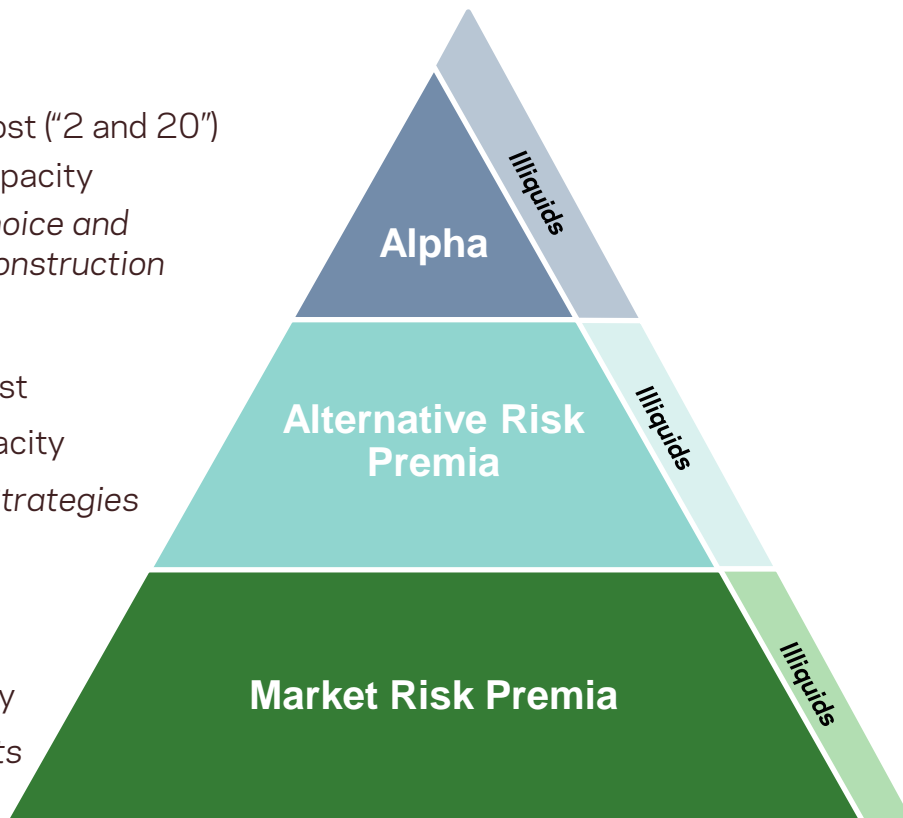 ost (“2 and 20”)
pacity
oice and
onstruction
Illiquids
Alpha
st
acity
trategies
Illiquids
Alternative Risk
Premia
y
ts
Illiquids
Market Risk Premia